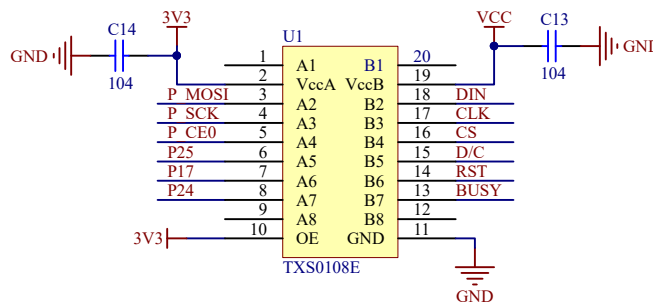 C14
3V3
U1
VCC
C13
GND
104
104
GND
1 A1 B1 20
2 VccA VccB 19
P_MOSI 3 A2 B2 18 DIN
P_SCK 4 A3 B3 17 CLK
P_CE0 5 A4 B4 16 CS
P25 6 A5 B5 15 D/C
P17 7 A6 B6 14 RST
P24 8 A7 B7 13 BUSY
9 A8 B8 12
3V3 10 OE GND 11
TXS0108E
GND